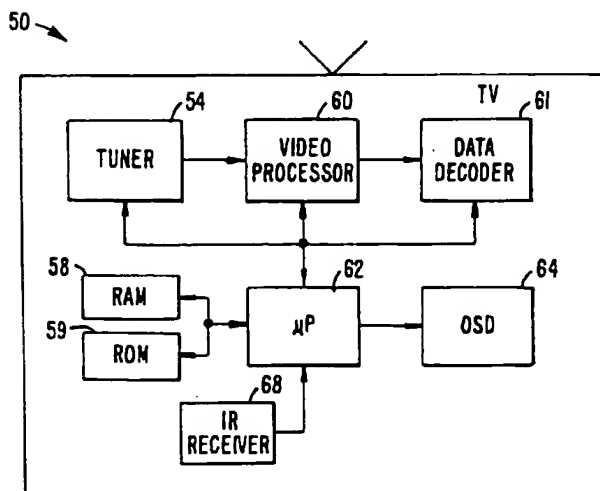 50
54
60
TV
61
TUNER
VIDEO
PROCESSOR
DATA
DECODER
58
RAM
62
64
59
ROM
μP
OSD
68
IR
RECEIVER